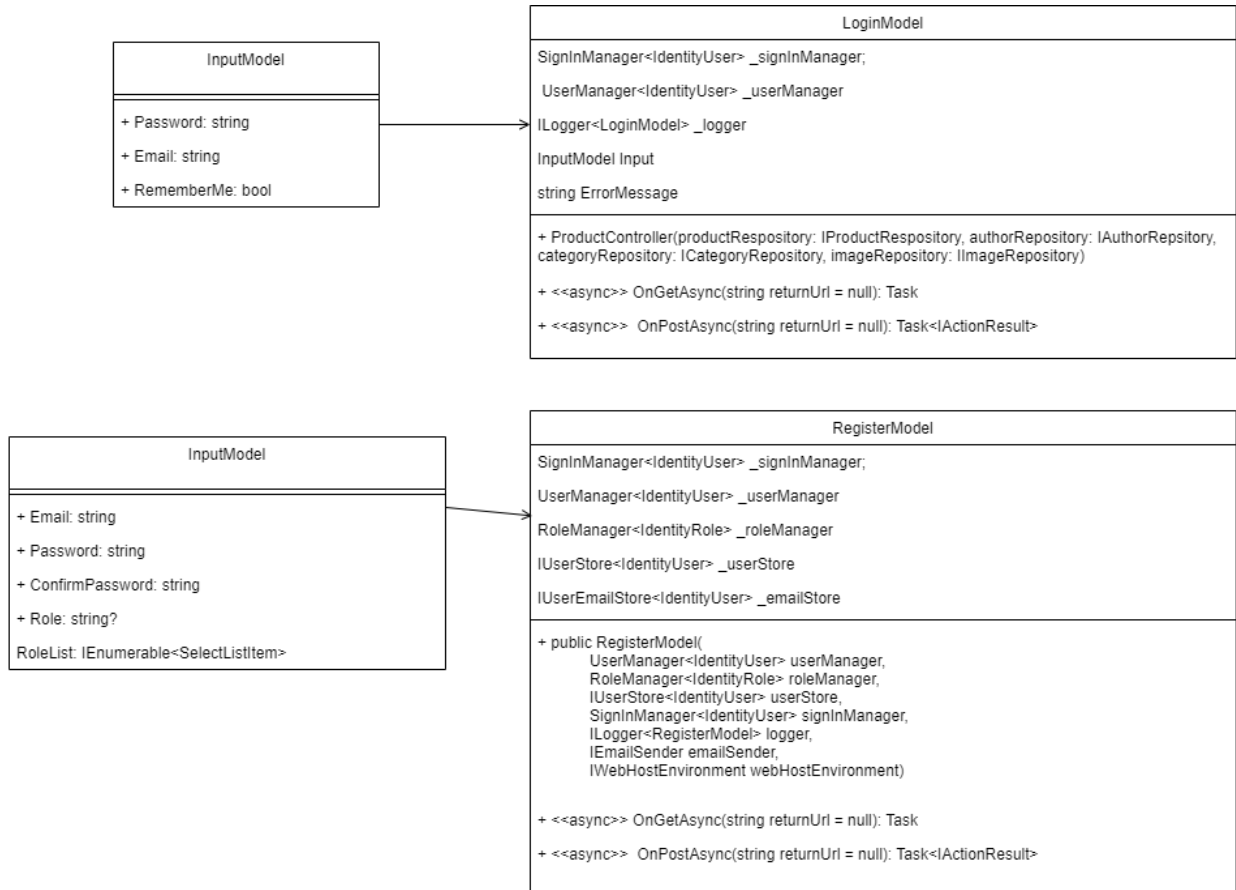 InputModel
+ Password: string
+ Email: string
+ RememberMe: bool
LoginModel
SignInManager<IdentityUser> _signInManager;
UserManager<IdentityUser> _userManager
ILogger<LoginModel> _logger
InputModel Input
string ErrorMessage
+ ProductController(productRespository: IProductRespository, authorRepository: IAuthorRepsitory,
categoryRepository: ICategoryRepository, imageRepository: IImageRepository)
+ <<async>> OnGetAsync(string returnUrl = null): Task
+ <<async>>  OnPostAsync(string returnUrl = null): Task<IActionResult>
InputModel
+ Email: string
+ Password: string
+ ConfirmPassword: string
+ Role: string?
RoleList: IEnumerable<SelectListItem>
RegisterModel
SignInManager<IdentityUser> _signInManager;
UserManager<IdentityUser> _userManager
RoleManager<IdentityRole> _roleManager
IUserStore<IdentityUser> _userStore
IUserEmailStore<IdentityUser> _emailStore
+ public RegisterModel(
UserManager<IdentityUser> userManager,
RoleManager<IdentityRole> roleManager,
IUserStore<IdentityUser> userStore,
SignInManager<IdentityUser> signInManager,
ILogger<RegisterModel> logger,
IEmailSender emailSender,
IWebHostEnvironment webHostEnvironment)
+ <<async>> OnGetAsync(string returnUrl = null): Task
+ <<async>>  OnPostAsync(string returnUrl = null): Task<IActionResult>